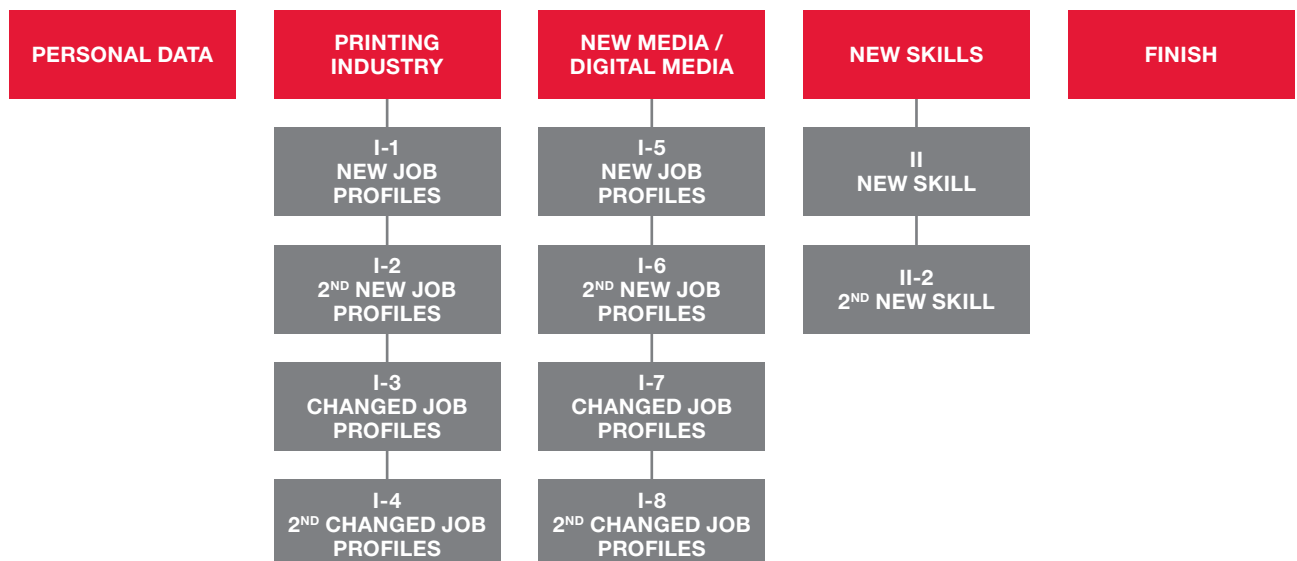 PERSONAL DATA
PRINTING
INDUSTRY
I-1
NEW JOB
PROFILES
I-2
2ND NEW JOB
PROFILES
I-3
CHANGED JOB
PROFILES
I-4
2ND CHANGED JOB
PROFILES
NEW MEDIA /
DIGITAL MEDIA
I-5
NEW JOB
PROFILES
I-6
2ND NEW JOB
PROFILES
I-7
CHANGED JOB
PROFILES
I-8
2ND CHANGED JOB
PROFILES
NEW SKILLS
II
NEW SKILL
II-2
2ND NEW SKILL
FINISH